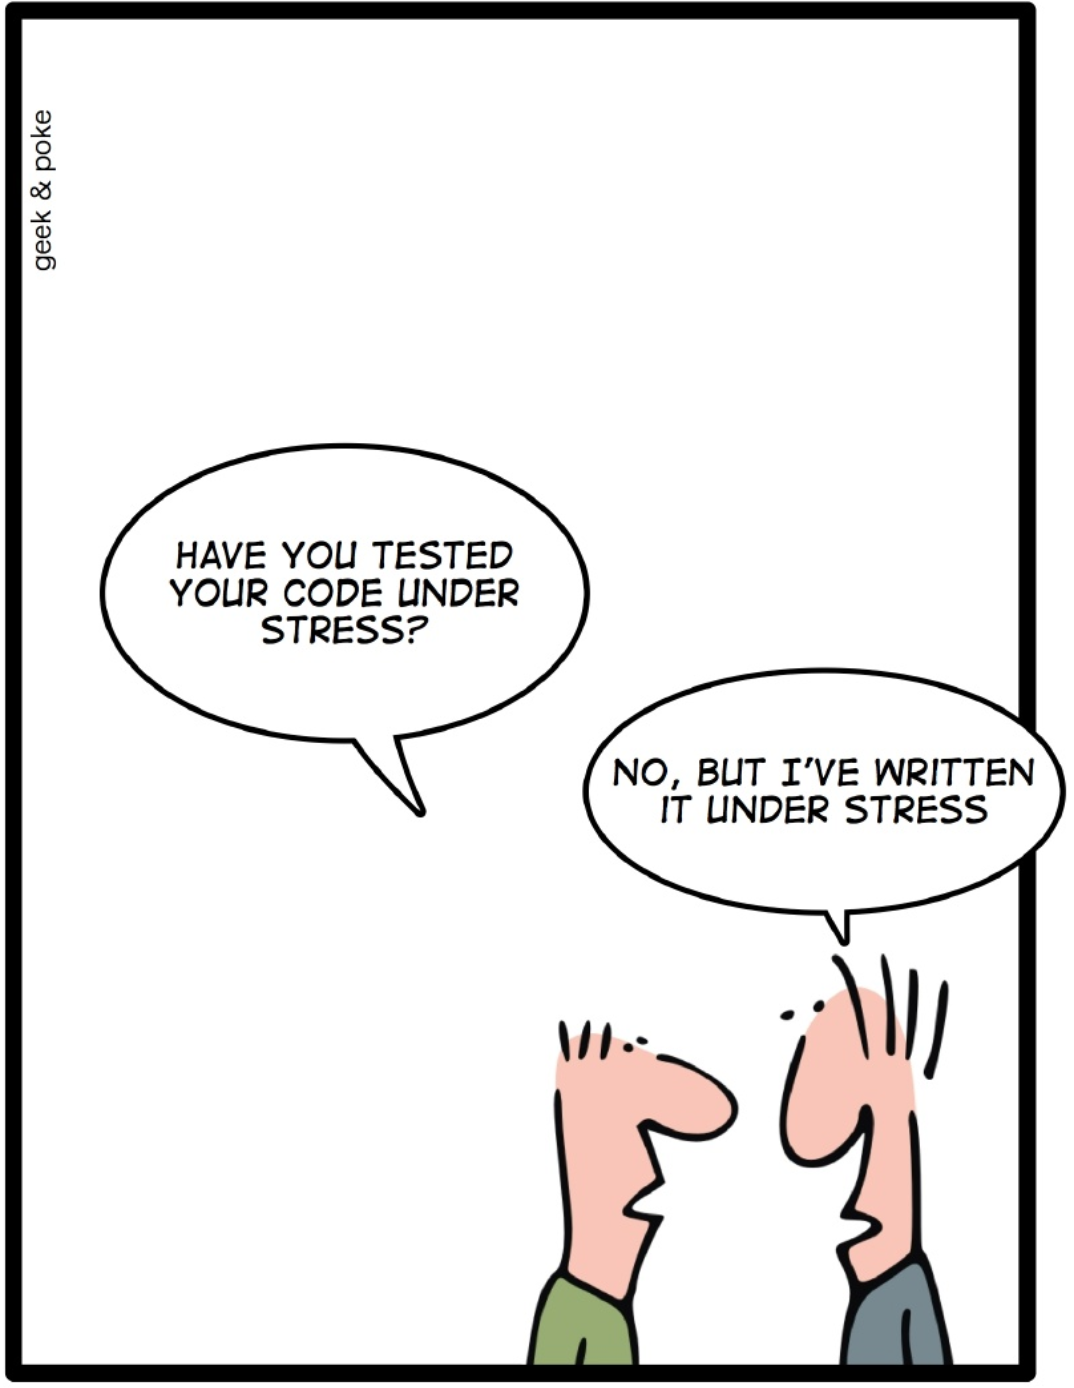 geek & poke
HAVE YOU TESTED
YOUR CODE UNDER
STRESS?
NO, BUT I'VE WRITTEN
IT UNDER STRESS